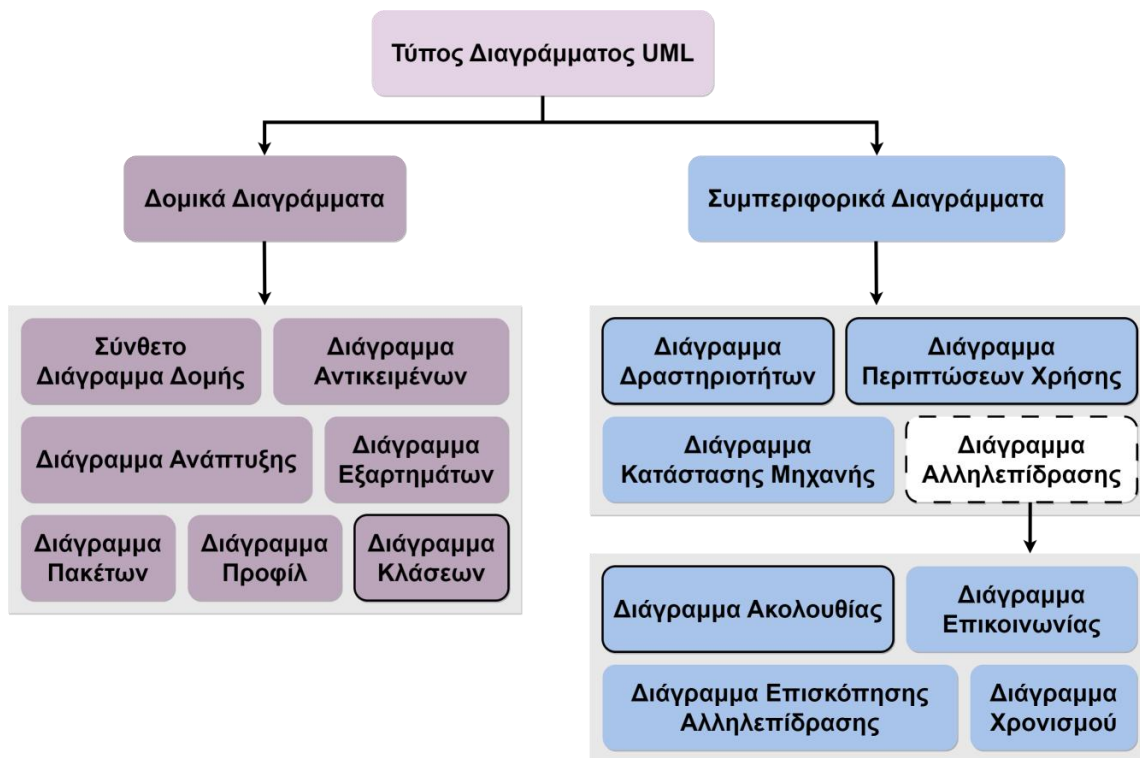 Τύπος Διαγράμματος UML
Δομικά Διαγράμματα
Συμπεριφορικά Διαγράμματα
Σύνθετο
Διάγραμμα Δομής
Διάγραμμα
Αντικειμένων
Διάγραμμα Ανάπτυξης
Διάγραμμα
Εξαρτημάτων
Διάγραμμα
Πακέτων
Διάγραμμα
Προφίλ
Διάγραμμα
Κλάσεων
Διάγραμμα
Δραστηριοτήτων
Διάγραμμα
Περιπτώσεων Χρήσης
Διάγραμμα
Κατάστασης Μηχανής
Διάγραμμα
Αλληλεπίδρασης
Διάγραμμα Ακολουθίας
Διάγραμμα
Επικοινωνίας
Διάγραμμα Επισκόπησης
Αλληλεπίδρασης
Διάγραμμα
Χρονισμού